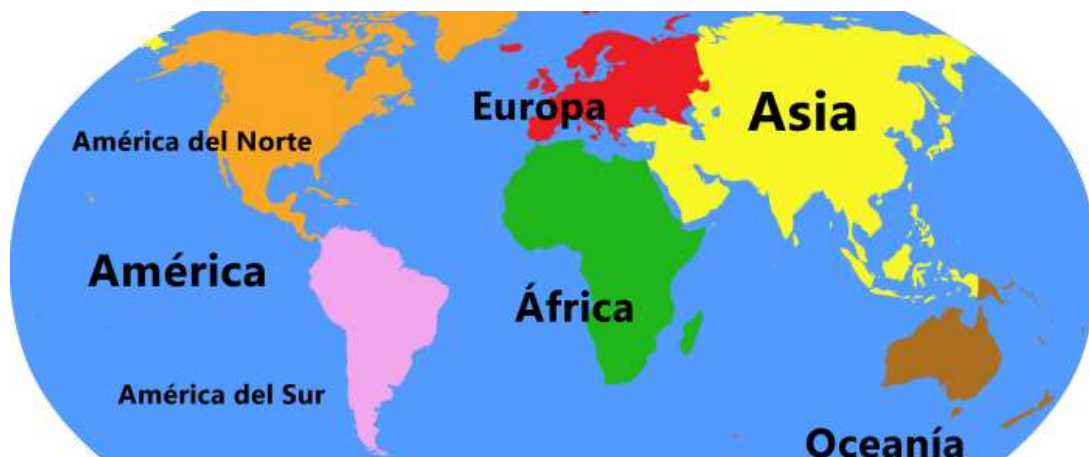 Europa
Asia
América del Norte
América
África
América del Sur
Oceanía